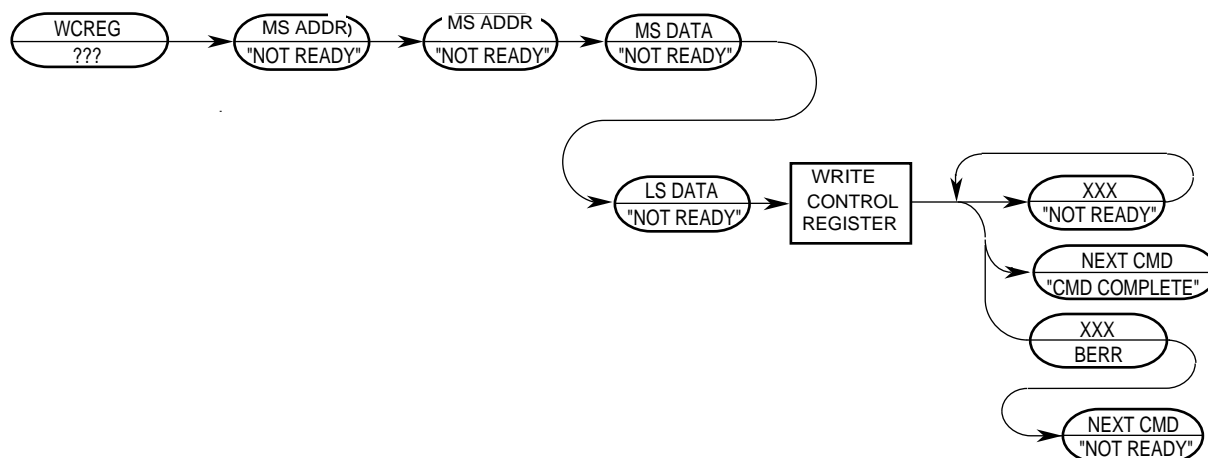 WCREG
???
MS ADDR)
"NOT READY"
MS ADDR
"NOT READY"
MS DATA
"NOT READY"
LS DATA
"NOT READY"
WRITE
CONTROL
REGISTER
XXX
"NOT READY"
NEXT CMD
"CMD COMPLETE"
XXX
BERR
NEXT CMD
"NOT READY"